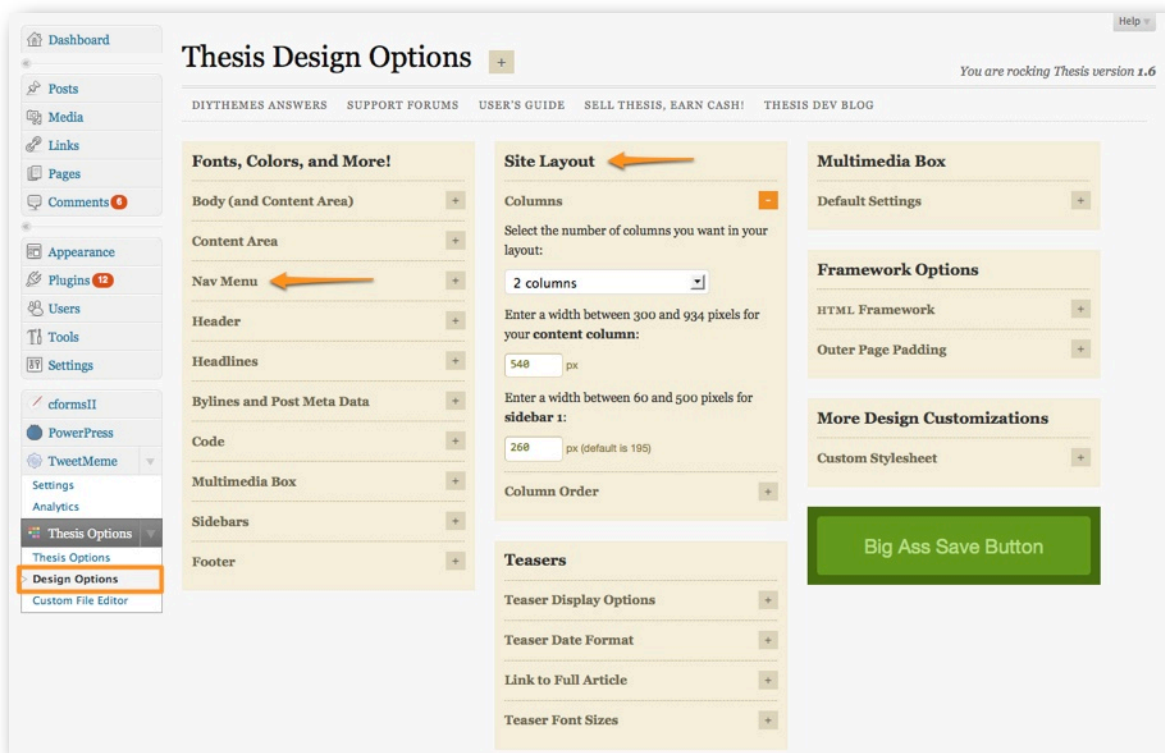 Help
Dashboard
Posts
Media
Links
Pages
Comments 6
Appearance
Plugins 12
Users
Tools
Settings
cformsII
PowerPress
TweetMeme
Settings
Analytics
Thesis Options
Thesis Options
Design Options
Custom File Editor
Thesis Design Options +
You are rocking Thesis version 1.6
DIYTHEMES ANSWERS SUPPORT FORUMS USER'S GUIDE SELL THESIS, EARN CASH! THESIS DEV BLOG
Fonts, Colors, and More!
Body (and Content Area) +
Content Area +
Nav Menu +
Header +
Headlines +
Bylines and Post Meta Data +
Code +
Multimedia Box +
Sidebars +
Footer +
Site Layout
Columns -
Select the number of columns you want in your
layout:
2 columns
Enter a width between 300 and 934 pixels for
your content column:
540 px
Enter a width between 60 and 500 pixels for
sidebar 1:
260 px (default is 195)
Column Order +
Teasers
Teaser Display Options +
Teaser Date Format +
Link to Full Article +
Teaser Font Sizes +
Multimedia Box
Default Settings +
Framework Options
HTML Framework +
Outer Page Padding +
More Design Customizations
Custom Stylesheet +
Big Ass Save Button